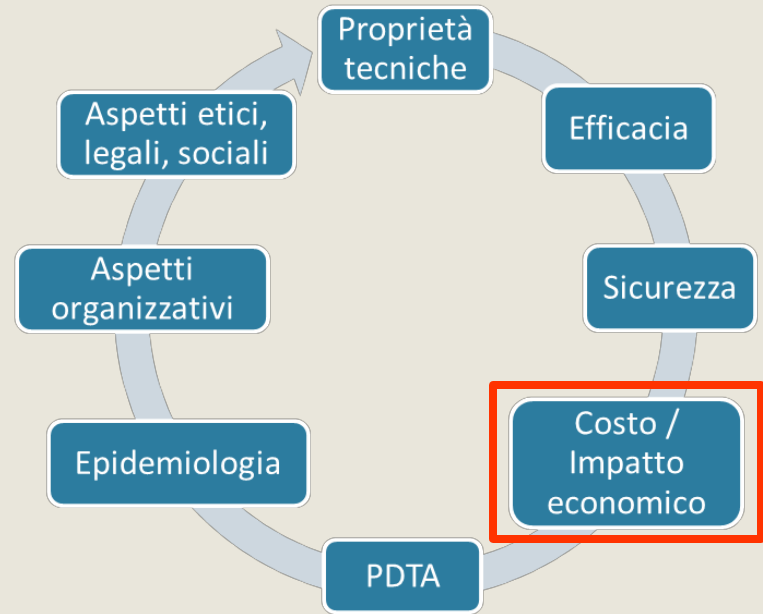 Proprietà
tecniche
Efficacia
Sicurezza
Costo /
Impatto
economico
PDTA
Epidemiologia
Aspetti
organizzativi
Aspetti etici,
legali, sociali